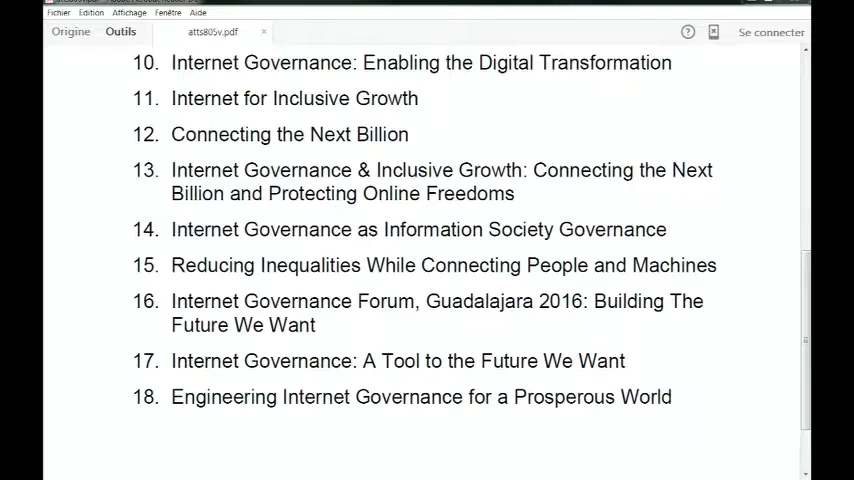 Fichier Edition Affichage Fenêtre Aide
Origine Outils atts805v.pdf × ? Se connecter
10. Internet Governance: Enabling the Digital Transformation
11. Internet for Inclusive Growth
12. Connecting the Next Billion
13. Internet Governance & Inclusive Growth: Connecting the Next
Billion and Protecting Online Freedoms
14. Internet Governance as Information Society Governance
15. Reducing Inequalities While Connecting People and Machines
16. Internet Governance Forum, Guadalajara 2016: Building The
Future We Want
17. Internet Governance: A Tool to the Future We Want
18. Engineering Internet Governance for a Prosperous World